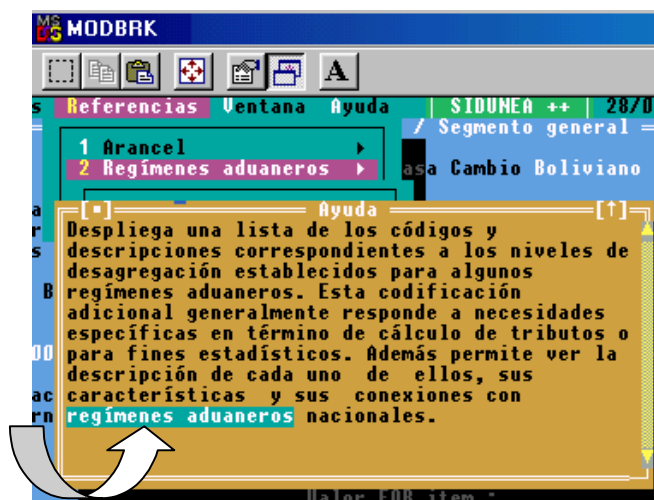 MODBRK
A
s Referencias Ventana Ayuda | SIDUNEA ++ | 28/0
/ Segmento general
1 Arancel
2 Regímenes aduaneros
asa Cambio Boliviano
Ayuda
Despliega una lista de los códigos y
descripciones correspondientes a los niveles de
desagregación establecidos para algunos
regímenes aduaneros. Esta codificación
adicional generalmente responde a necesidades
específicas en término de cálculo de tributos o
para fines estadísticos. Además permite ver la
descripción de cada uno de ellos, sus
características y sus conexiones con
regímenes aduaneros nacionales.
Valor FOB item :